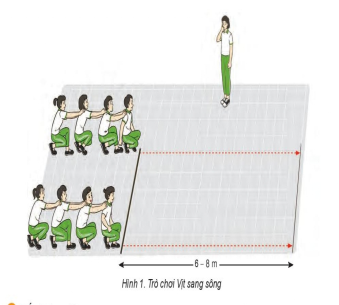 6 – 8 m
Hình 1. Trò chơi Vịt sang sông